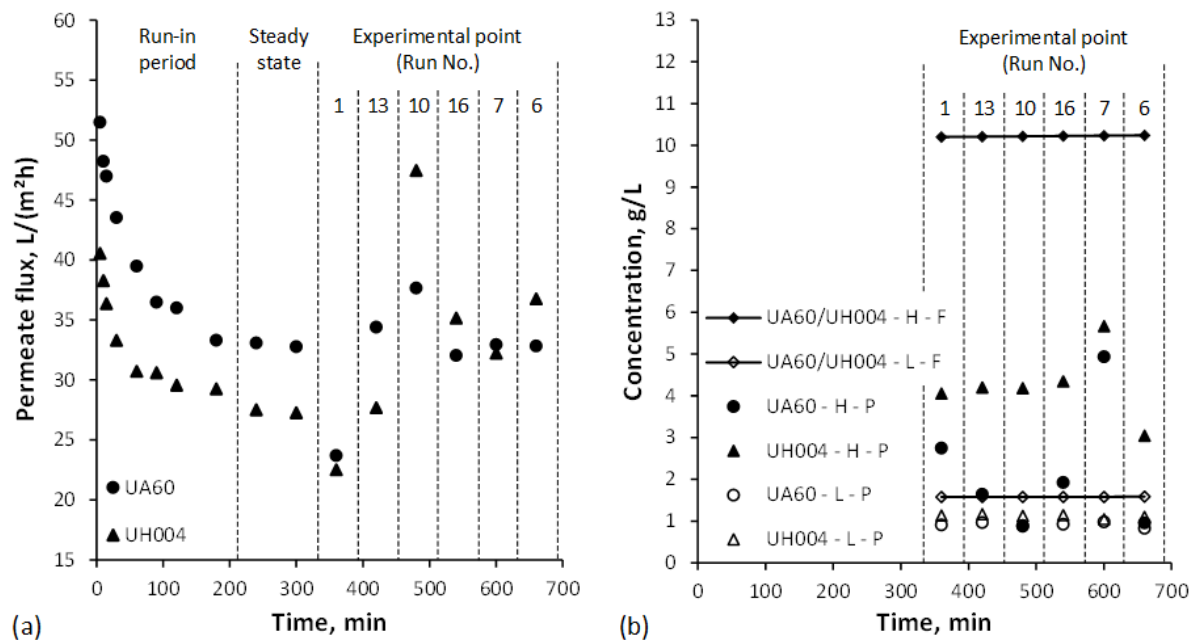 60
55
50
45
40
35
30
25
20
15
Permeate flux, L/(m²h)
Run-in
period
Steady
state
Experimental point
(Run No.)
1 13 10 16 7 6
UA60
UH004
0 100 200 300 400 500 600 700
Time, min
(a)
13
12
11
10
9
8
7
6
5
4
3
2
1
0
Concentration, g/L
Experimental point
(Run No.)
1 13 10 16 7 6
UA60/UH004 - H - F
UA60/UH004 - L - F
UA60 - H - P
UH004 - H - P
UA60 - L - P
UH004 - L - P
0 100 200 300 400 500 600 700
Time, min
(b)